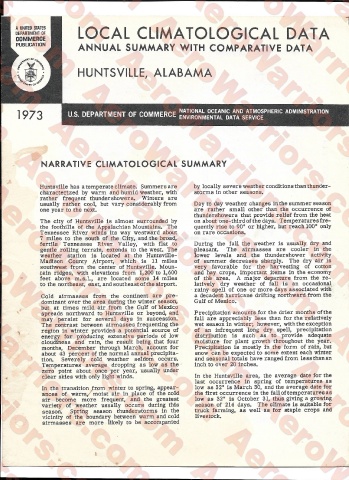 A UNITED STATES
DEPARTMENT OF
COMMERCE
PUBLICATION
LOCAL CLIMATOLOGICAL DATA
ANNUAL SUMMARY WITH COMPARATIVE DATA
HUNTSVILLE, ALABAMA
1973
U.S. DEPARTMENT OF COMMERCE
NATIONAL OCEANIC AND ATMOSPHERIC ADMINISTRATION
ENVIRONMENTAL DATA SERVICE
NARRATIVE CLIMATOLOGICAL SUMMARY
Huntsville has a temperate climate. Summers are
characterized by warm and humid weather, with
rather frequent thundershowers. Winters are
usually rather cool, but vary considerably from
one year to the next.
The city of Huntsville is almost surrounded by
the foothills of the Appalachian Mountains. The
Tennessee River winds its way westward about
7 miles to the south of the City, and the broad,
fertile Tennessee River Valley, with flat to
gentle rolling terrain, extends to the west. The
weather station is located at the Huntsville-
Madison County Airport, which is 11 miles
southwest from the center of Huntsville. Moun-
tain ridges, with elevations from 1,200 to 1,600
feet above m.s.l., are located some 14 miles
to the northeast, east, and southeast of the airport.
Cold airmasses from the continent are pre-
dominant over the area during the winter season,
but at times mild air from the Gulf of Mexico
spreads northward to Huntsville or beyond, and
may persist for several days in succession.
The contrast between airmasses frequenting the
region in winter provides a potential source of
energy for producing extensive periods of low
cloudiness and rain, the result being that four
months, December through March, account for
about 43 percent of the normal annual precipita-
tion. Severely cold weather seldom occurs.
Temperatures average dropping as low as the
zero point about once per year, usually under
clear skies with only light winds.
In the transition from winter to spring, appear-
ances of warm, moist air in place of the cold
air become more frequent, and the greatest
variety of weather usually occurs during this
season. Spring season thunderstorms in the
vicinity of the boundary between warm and cold
airmasses are more likely to be accompanied
by locally severe weather conditions than thunder-
storms in other seasons.
Day to day weather changes in the summer season
are rather small other than the occurrence of
thundershowers that provide relief from the heat
on about one-third of the days. Temperatures fre-
quently rise to 90° or higher, but reach 100° only
on rare occasions.
During the fall the weather is usually dry and
pleasant. The airmasses are cooler in the
lower levels and the thundershower activity
of summer decreases sharply. The dry air is
very favorable for the harvesting of cotton
and hay crops, important items in the economy
of the area. A major departure from the re-
latively dry weather of fall is an occasional
rainy spell of one or more days associated with
a decadent hurricane drifting northward from the
Gulf of Mexico.
Precipitation amounts for the drier months of the
fall are appreciably less than for the relatively
wet season in winter; however, with the exception
of an infrequent long dry spell, precipitation
distribution is such as to provide adequate
moisture for plant growth throughout the year.
Precipitation is mostly in the form of rain, but
snow can be expected to some extent each winter
and seasonal totals have ranged from less than an
inch to over 20 inches.
In the Huntsville area, the average date for the
last occurrence in spring of temperatures as
low as 32° is March 30, and the average date for
the first occurrence in the fall of temperatures as
low as 32° is October 31, thus giving a growing
season of 214 days. The climate is suitable for
truck farming, as well as for staple crops and
livestock.